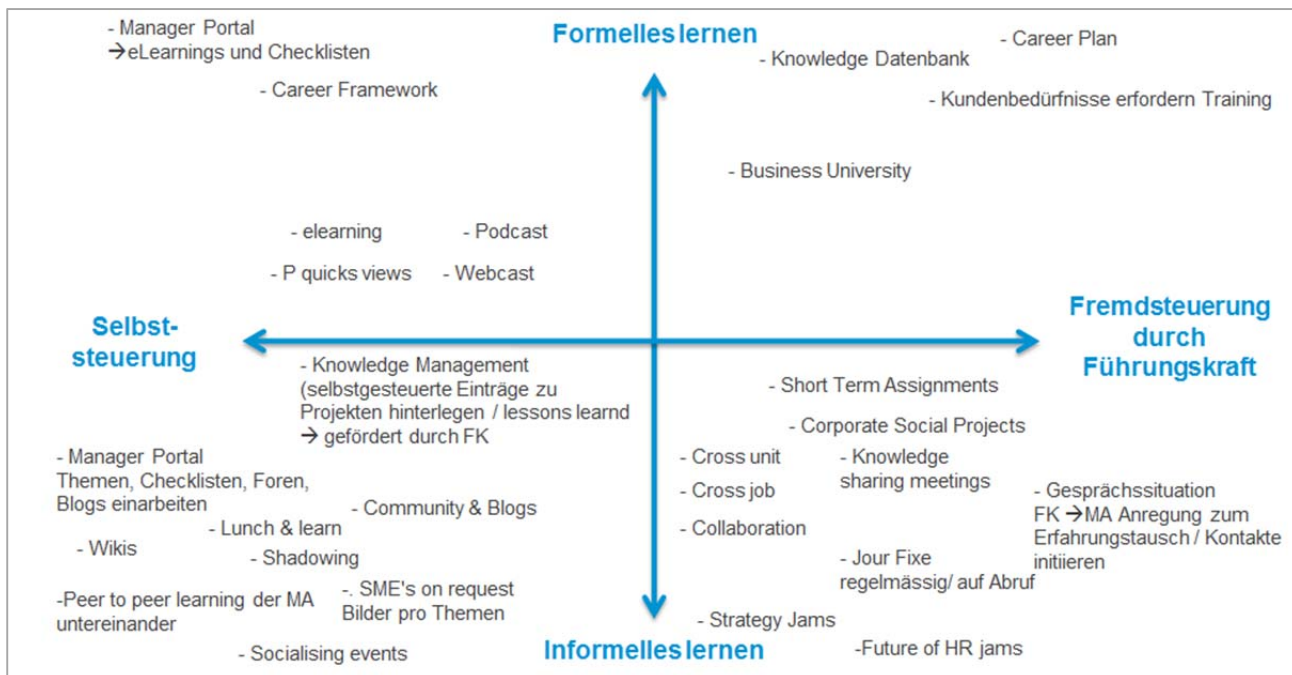 - Manager Portal
→eLearnings und Checklisten
- Career Framework
Formelles lernen
- Career Plan
- Knowledge Datenbank
- Kundenbedürfnisse erfordern Training
- Business University
- elearning
- Podcast
- P quicks views
- Webcast
Selbst-
steuerung
Fremdsteuerung
durch
Führungskraft
- Knowledge Management
(selbstgesteuerte Einträge zu
Projekten hinterlegen / lessons learnd
→ gefördert durch FK
- Short Term Assignments
- Corporate Social Projects
- Manager Portal
Themen, Checklisten, Foren,
Blogs einarbeiten
- Community & Blogs
- Lunch & learn
- Wikis
- Shadowing
-Peer to peer learning der MA
untereinander
-. SME's on request
Bilder pro Themen
- Socialising events
- Cross unit
- Cross job
- Collaboration
- Knowledge
sharing meetings
- Gesprächssituation
FK →MA Anregung zum
Erfahrungstausch / Kontakte
initiieren
- Jour Fixe
regelmässig/ auf Abruf
- Strategy Jams
-Future of HR jams
Informelles lernen